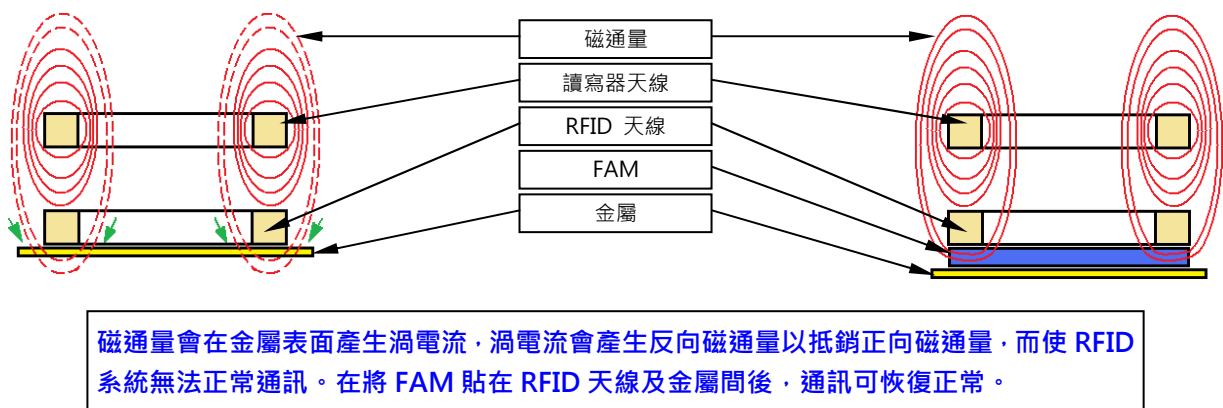 磁通量
讀寫器天線
RFID 天線
FAM
金屬
磁通量會在金屬表面產生渦電流，渦電流會產生反向磁通量以抵銷正向磁通量，而使 RFID
系統無法正常通訊。在將 FAM 貼在 RFID 天線及金屬間後，通訊可恢復正常。